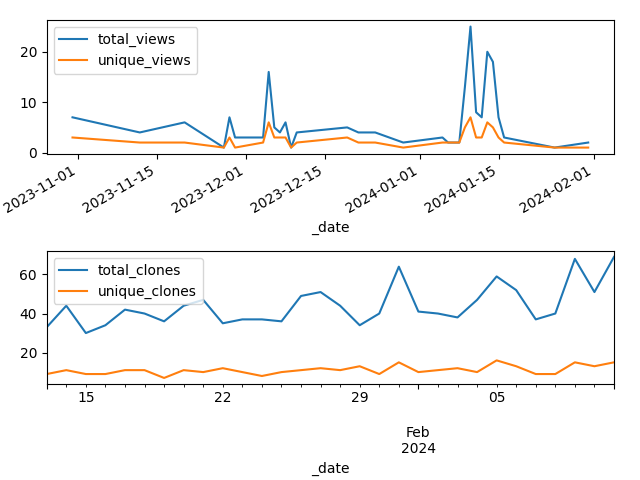 total_views
unique_views
20
10
0
2023-11-01 2023-11-15 2023-12-01 2023-12-15 2024-01-01 2024-01-15 2024-02-01
_date
total_clones
unique_clones
60
40
20
15 22 29 05
Feb
2024
_date